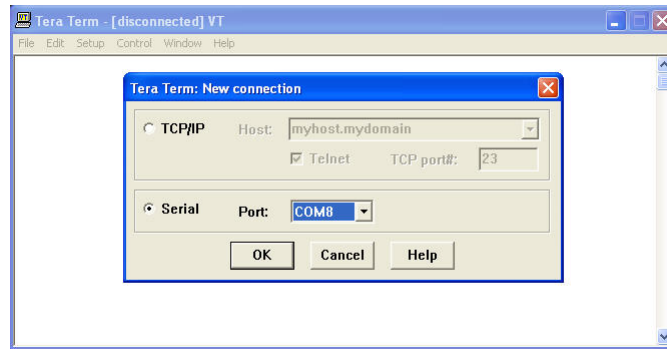 Tera Term - [disconnected] VT
File Edit Setup Control Window Help
Tera Term: New connection
TCP/IP Host: myhost.mydomain
Telnet TCP port#: 23
Serial Port: COM8
OK Cancel Help